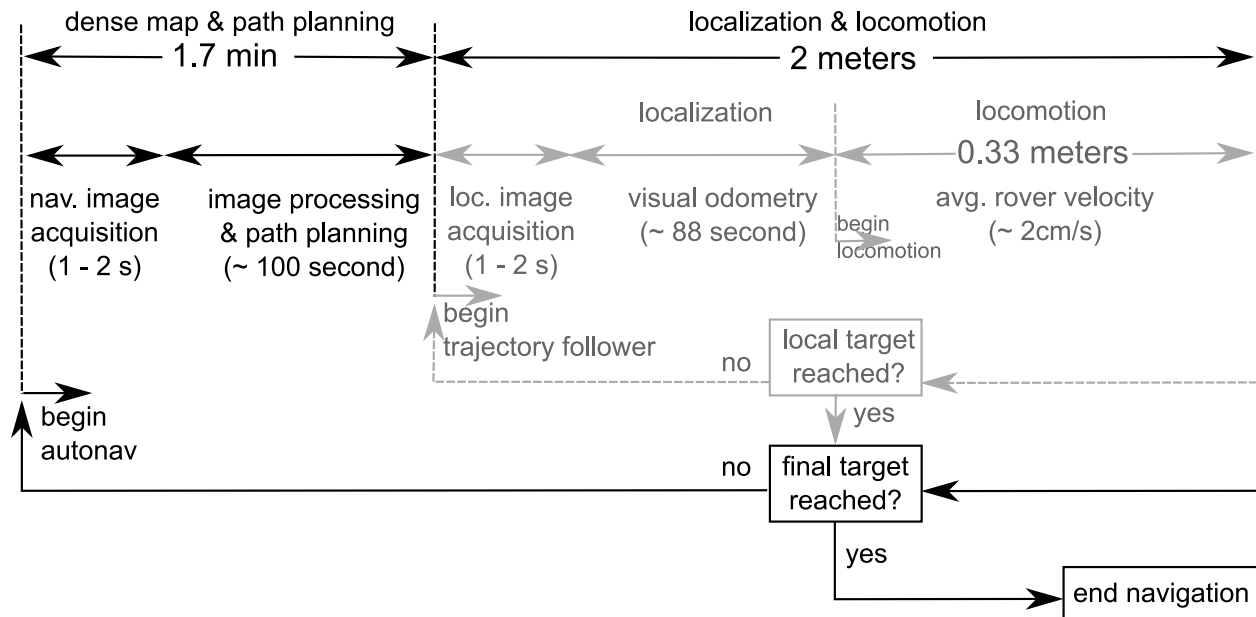 dense map & path planning
1.7 min
localization & locomotion
2 meters
localization
locomotion
0.33 meters
nav. image
acquisition
(1 - 2 s)
image processing
& path planning
(~ 100 second)
loc. image
acquisition
(1 - 2 s)
visual odometry
(~ 88 second)
begin
locomotion
avg. rover velocity
(~ 2cm/s)
begin
trajectory follower
no
local target
reached?
yes
begin
autonav
no
final target
reached?
yes
end navigation